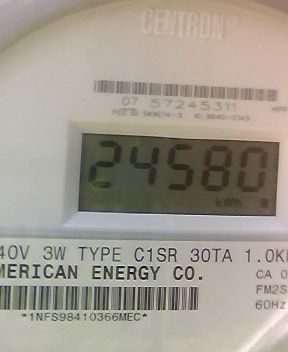 CENTRON®
07 57245311
24580
kWh
40V 3W TYPE C1SR 30TA 1.0K
MERICAN ENERGY CO.
CA 0
FM2S
60Hz
*1NFS98410366MEC*